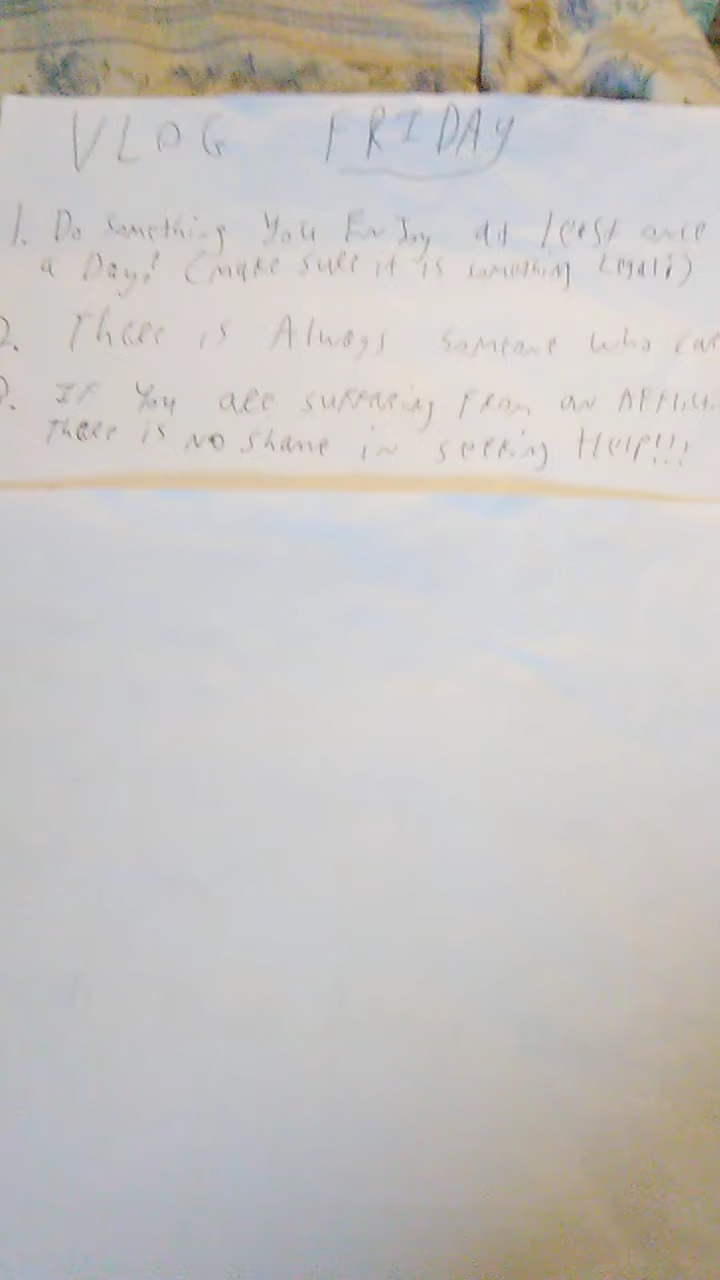 VLOG FRIDAY
1. Do something You EnJoy at least once
a Day! (make sure it is something Legal!)
2. There is Always someone who
3. IF You are suffering From an
There is NO shame in seeking Help!!!